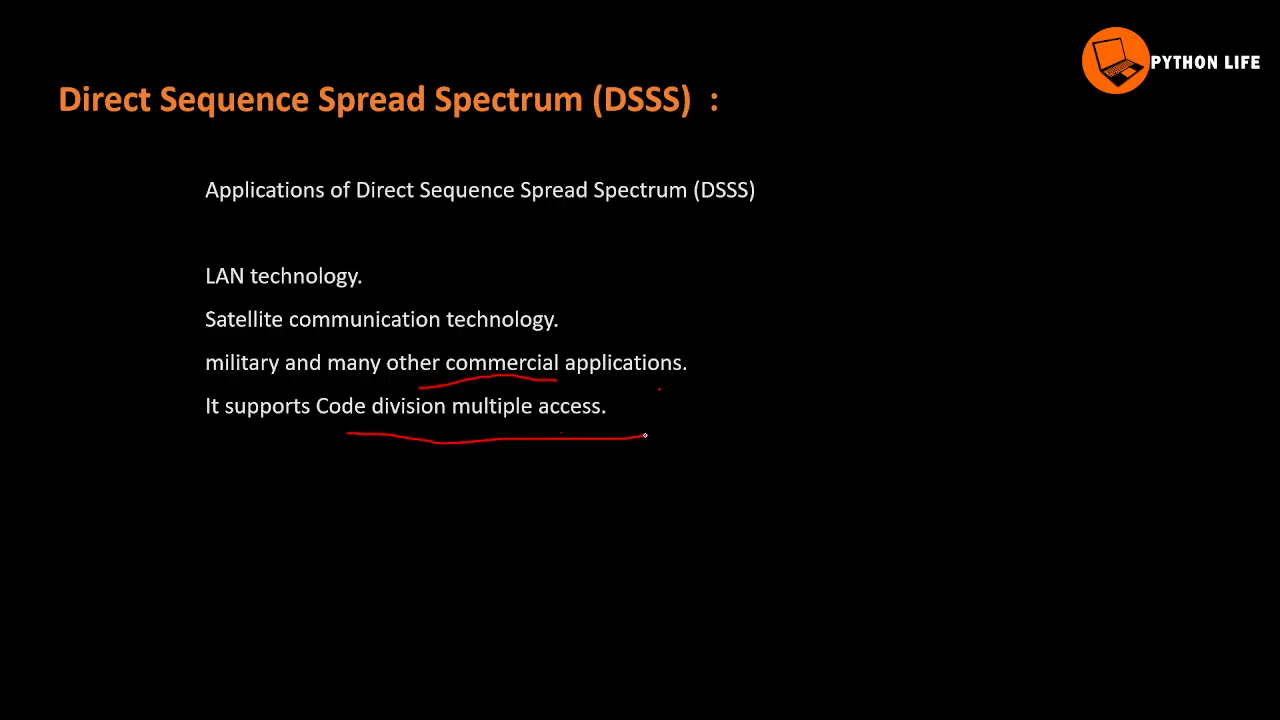 PYTHON LIFE
Direct Sequence Spread Spectrum (DSSS) :
Applications of Direct Sequence Spread Spectrum (DSSS)
LAN technology.
Satellite communication technology.
military and many other commercial applications.
It supports Code division multiple access.